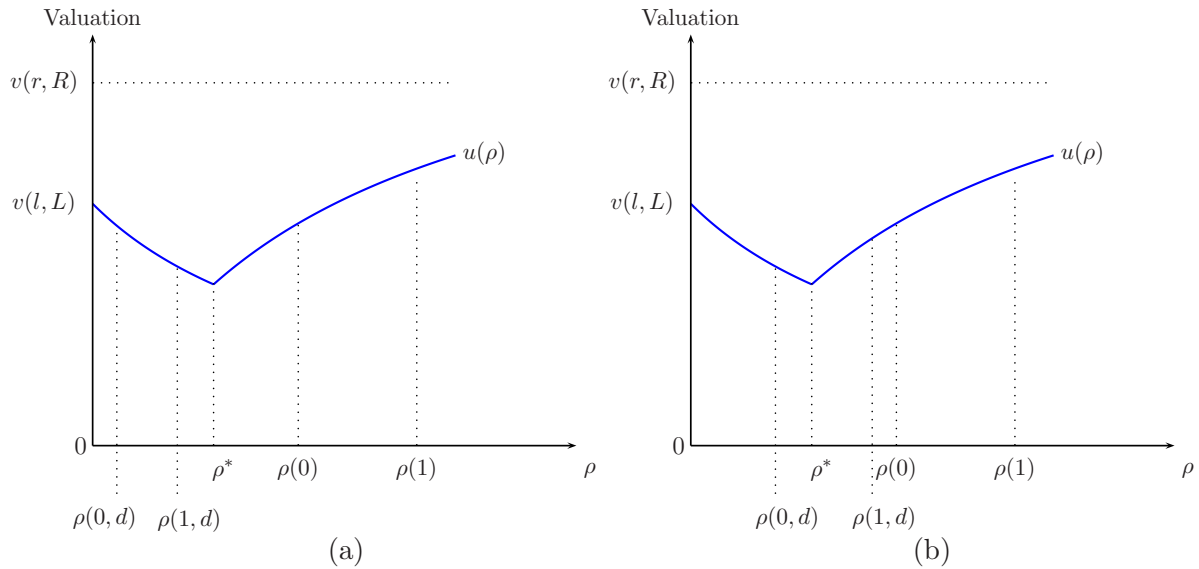 Valuation
v(r, R)
u(ρ)
v(l, L)
0
ρ* ρ(0) ρ(1) ρ
ρ(0, d) ρ(1, d)
(a)
Valuation
v(r, R)
u(ρ)
v(l, L)
0
ρ* ρ(0) ρ(1) ρ
ρ(0, d) ρ(1, d)
(b)